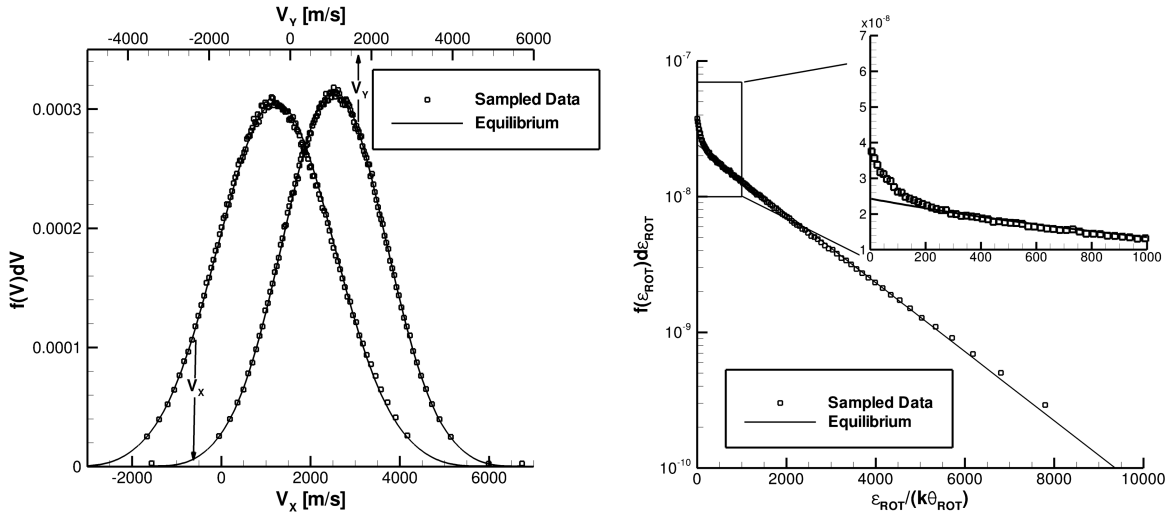 V_Y [m/s]
-4000 -2000 0 2000 4000 6000
f(V)dV
0.0003
0.0002
0.0001
0
V_Y
Sampled Data
Equilibrium
V_X
-2000 0 2000 4000 6000
V_X [m/s]
f(ε_ROT)dε_ROT
10^-7
10^-8
10^-9
10^-10
×10^-8
7
6
5
4
3
2
1
0 200 400 600 800 1000
Sampled Data
Equilibrium
0 2000 4000 6000 8000 10000
ε_ROT/(kθ_ROT)